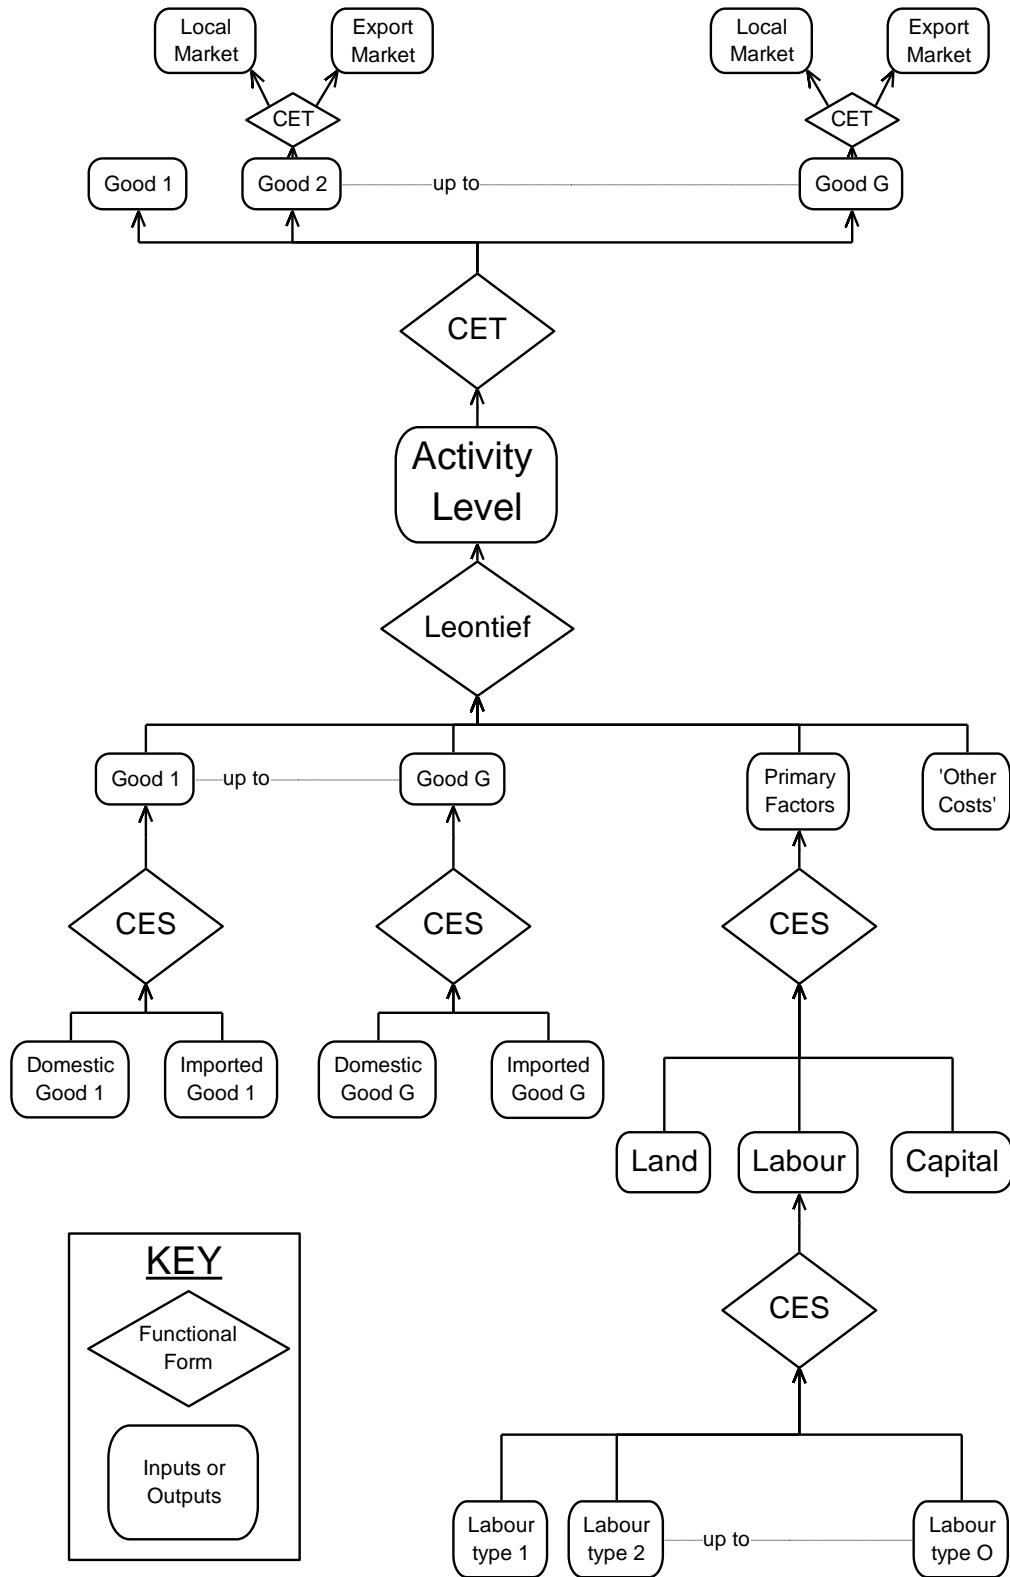 Local
Market
Export
Market
Local
Market
Export
Market
CET
CET
Good 1
Good 2
up to
Good G
CET
Activity
Level
Leontief
Good 1
up to
Good G
Primary
Factors
'Other
Costs'
CES
CES
CES
Domestic
Good 1
Imported
Good 1
Domestic
Good G
Imported
Good G
Land
Labour
Capital
KEY
Functional
Form
Inputs or
Outputs
CES
Labour
type 1
Labour
type 2
up to
Labour
type O